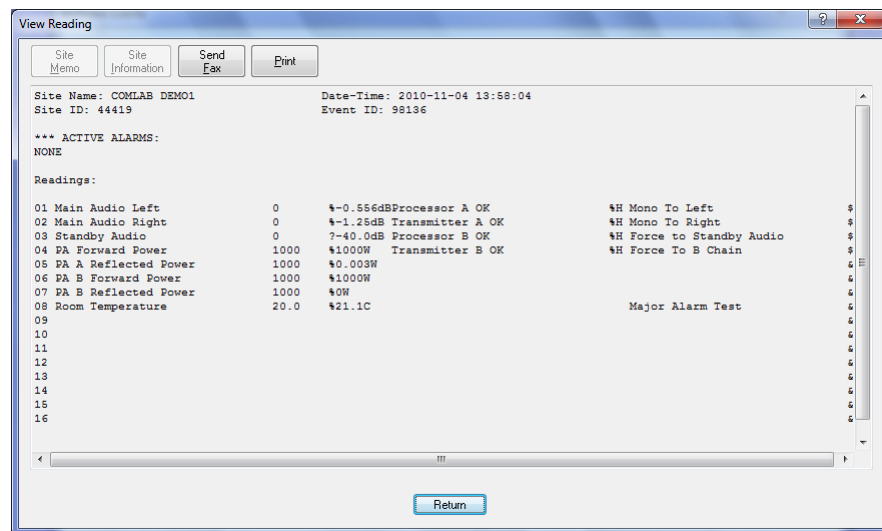 View Reading
Site Memo
Site Information
Send Fax
Print
Site Name: COMLAB DEMO1 Date-Time: 2010-11-04 13:58:04
Site ID: 44419 Event ID: 98136
*** ACTIVE ALARMS:
NONE
Readings:
01 Main Audio Left 0 %-0.556dBProcessor A OK %H Mono To Left $
02 Main Audio Right 0 %-1.25dB Transmitter A OK %H Mono To Right $
03 Standby Audio 0 ?-40.0dB Processor B OK %H Force to Standby Audio $
04 PA Forward Power 1000 %1000W Transmitter B OK %H Force To B Chain $
05 PA A Reflected Power 1000 %0.003W &
06 PA B Forward Power 1000 %1000W &
07 PA B Reflected Power 1000 %0W &
08 Room Temperature 20.0 %21.1C Major Alarm Test &
09 &
10 &
11 &
12 &
13 &
14 &
15 &
16 &
Return